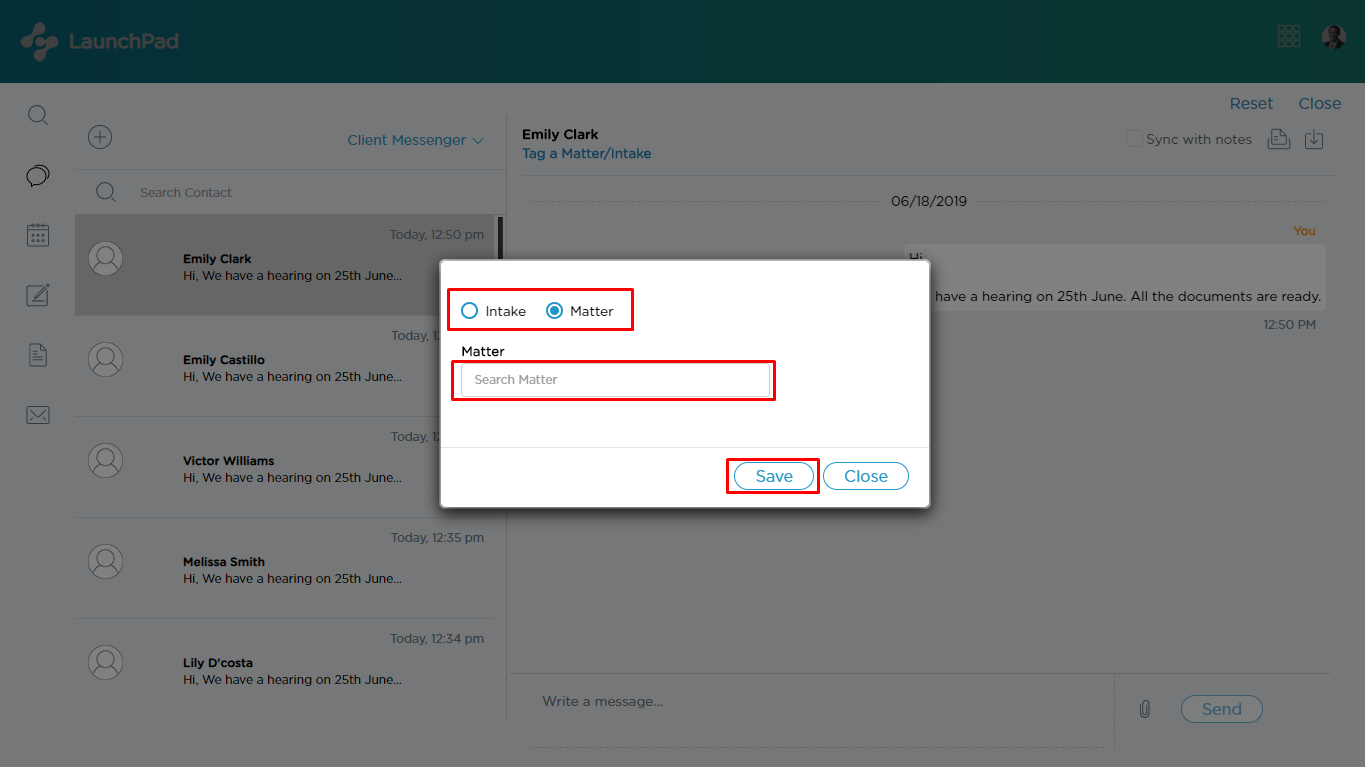 LaunchPad
Reset Close
Client Messenger
Emily Clark
Tag a Matter/Intake
Sync with notes
Search Contact
06/18/2019
You
Today, 12:50 pm
Emily Clark
Hi, We have a hearing on 25th June...
Hi
have a hearing on 25th June. All the documents are ready.
12:50 PM
Intake Matter
Matter
Search Matter
Save Close
Today,
Emily Castillo
Hi, We have a hearing on 25th June...
Today,
Victor Williams
Hi, We have a hearing on 25th June...
Today, 12:35 pm
Melissa Smith
Hi, We have a hearing on 25th June...
Today, 12:34 pm
Lily D'costa
Hi, We have a hearing on 25th June...
Write a message...
Send